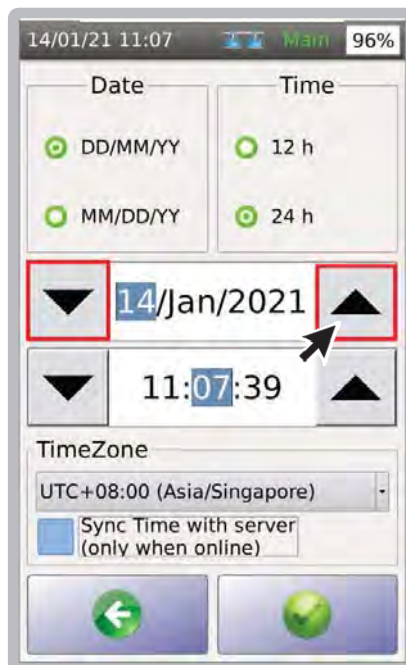 14/01/21 11:07 Main 96%
Date Time
DD/MM/YY 12 h
MM/DD/YY 24 h
14/Jan/2021
11:07:39
TimeZone
UTC+08:00 (Asia/Singapore)
Sync Time with server
(only when online)